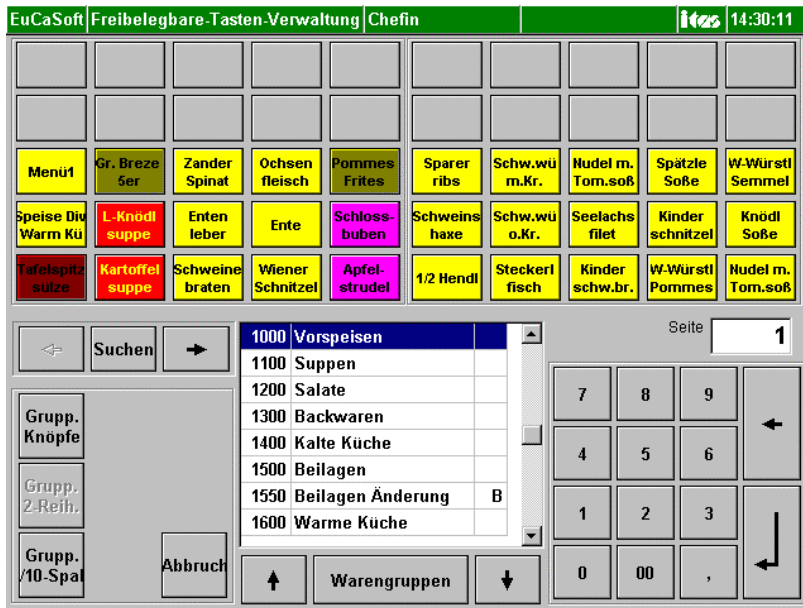 EuCaSoft Freibelegbare-Tasten-Verwaltung Chefin itos 14:30:11
Menü1 Gr. Breze 5er Zander Spinat Ochsen fleisch Pommes Frites Sparer ribs Schw.wü m.Kr. Nudel m. Tom.soß Spätzle Soße W-Würstl Semmel
Speise Div Warm Kü L-Knödl suppe Enten leber Ente Schloss- buben Schweins haxe Schw.wü o.Kr. Seelachs filet Kinder schnitzel Knödl Soße
Tafelspitz sülze Kartoffel suppe Schweine braten Wiener Schnitzel Apfel- strudel 1/2 Hendl Steckerl fisch Kinder schw.br. W-Würstl Pommes Nudel m. Tom.soß
Suchen
Seite 1
1000 Vorspeisen
1100 Suppen
1200 Salate
1300 Backwaren
1400 Kalte Küche
1500 Beilagen
1550 Beilagen Änderung B
1600 Warme Küche
Grupp.
Knöpfe
Grupp.
2-Reih.
Grupp.
/10-Spal
Abbruch
Warengruppen
7 8 9
4 5 6
1 2 3
0 00 ,